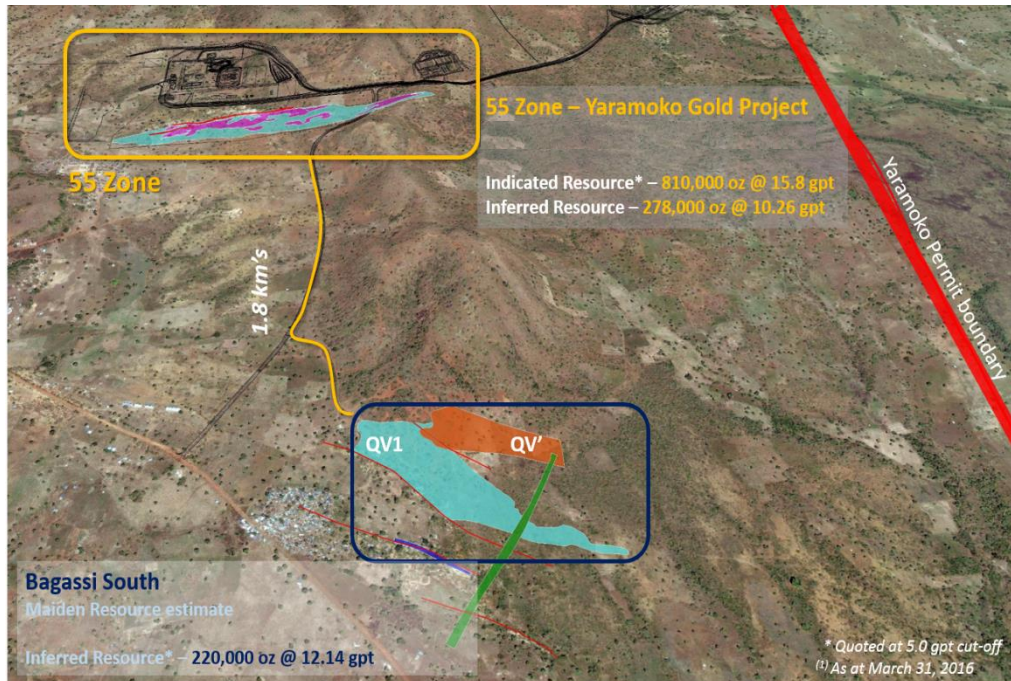 55 Zone – Yaramoko Gold Project
55 Zone
Indicated Resource* – 810,000 oz @ 15.8 gpt
Inferred Resource – 278,000 oz @ 10.26 gpt
Yaramoko Permit boundary
1.8 km's
QV1
QV'
Bagassi South
Maiden Resource estimate
Inferred Resource* – 220,000 oz @ 12.14 gpt
* Quoted at 5.0 gpt cut-off
(1) As at March 31, 2016